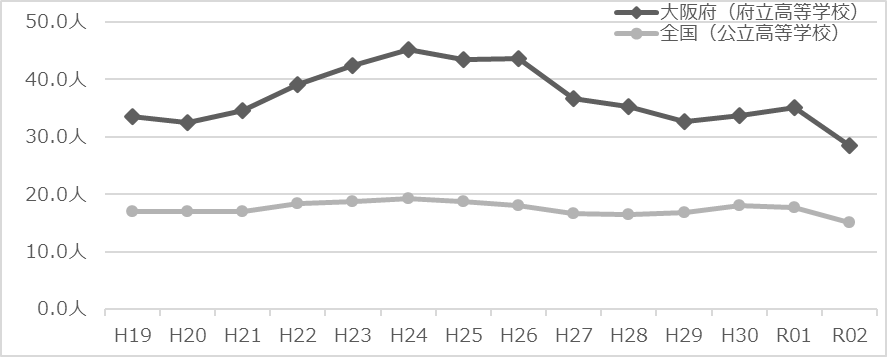 50.0人
大阪府（府立高等学校）
全国（公立高等学校）
40.0人
30.0人
20.0人
10.0人
0.0人
H19 H20 H21 H22 H23 H24 H25 H26 H27 H28 H29 H30 R01 R02